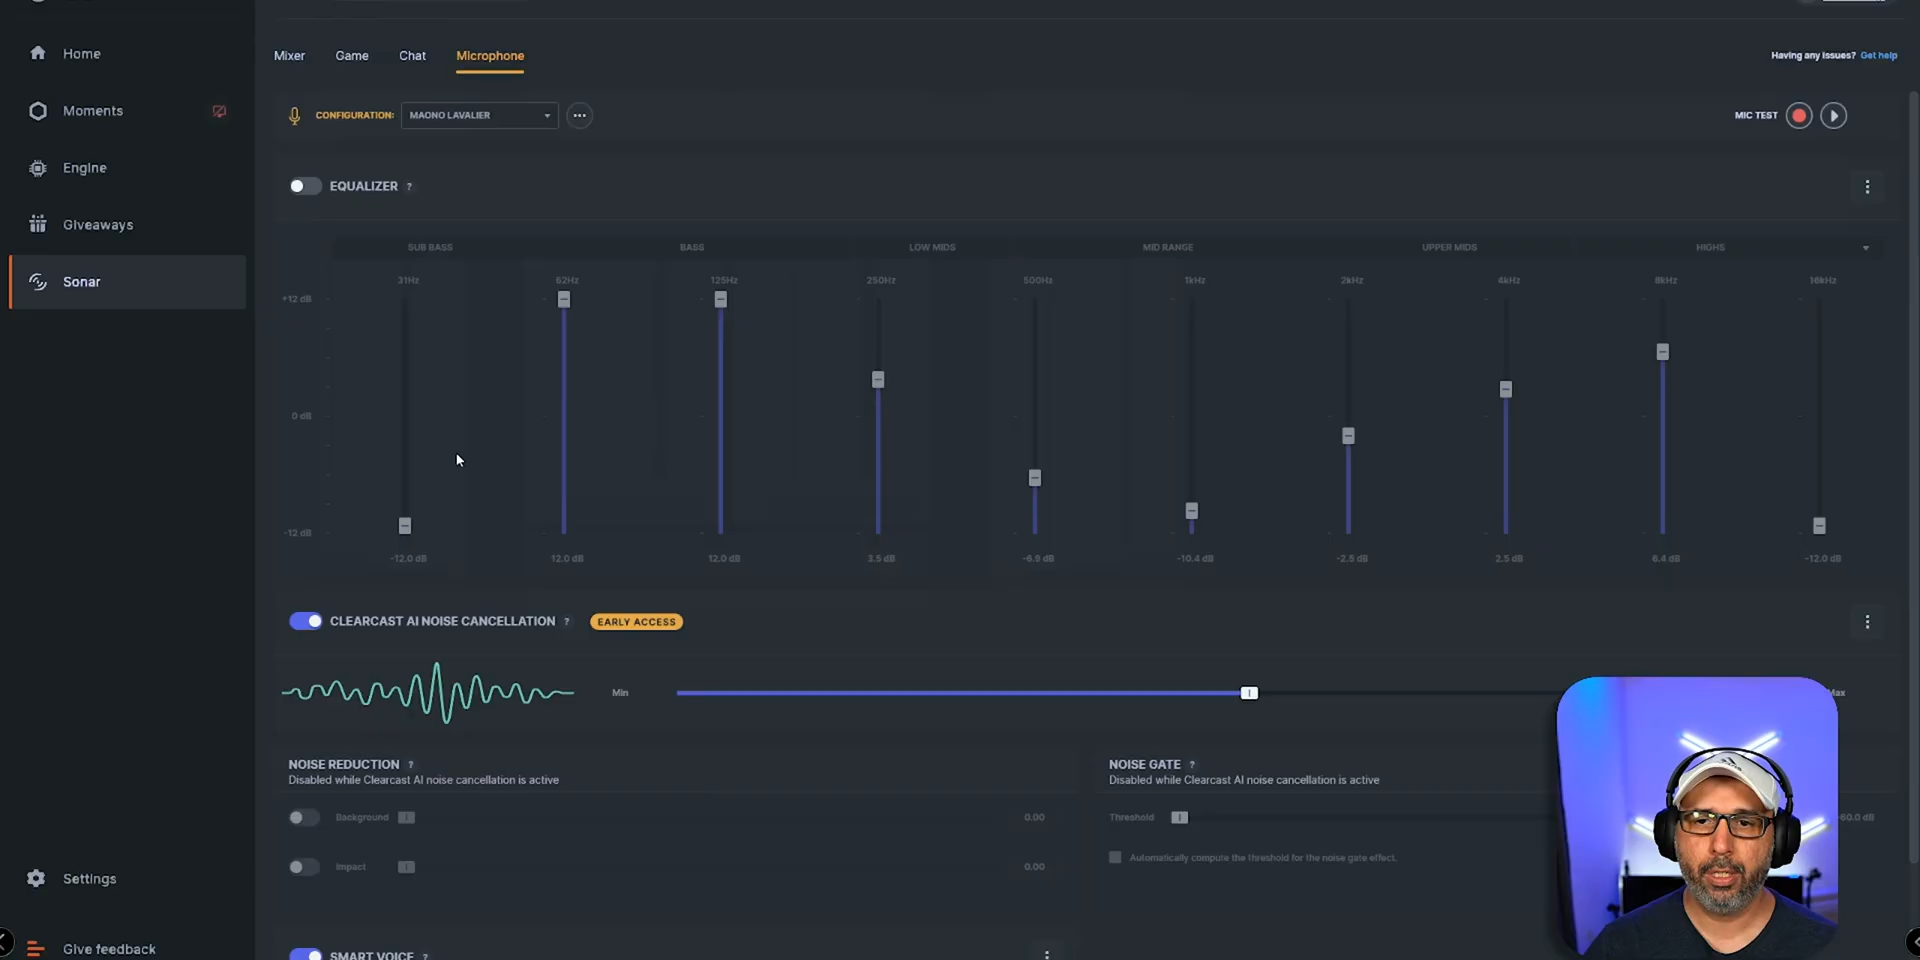 Home
Moments
Engine
Giveaways
Sonar
Settings
Give feedback
Mixer Game Chat Microphone
Having any issues? Get help
CONFIGURATION: MAONO LAVALIER
MIC TEST
EQUALIZER ?
SUB BASS BASS LOW MIDS MID RANGE UPPER MIDS HIGHS
31Hz 62Hz 125Hz 250Hz 500Hz 1kHz 2kHz 4kHz 8kHz 16kHz
+12 dB
0 dB
-12 dB
-12.0 dB 12.0 dB 12.0 dB 3.5 dB -6.9 dB -10.4 dB -2.5 dB 2.5 dB 6.4 dB -12.0 dB
CLEARCAST AI NOISE CANCELLATION ? EARLY ACCESS
Min Max
NOISE REDUCTION ?
Disabled while Clearcast AI noise cancellation is active
Background 0.00
Impact 0.00
NOISE GATE ?
Disabled while Clearcast AI noise cancellation is active
Threshold -60.0 dB
Automatically compute the threshold for the noise gate effect.
SMART VOICE ?